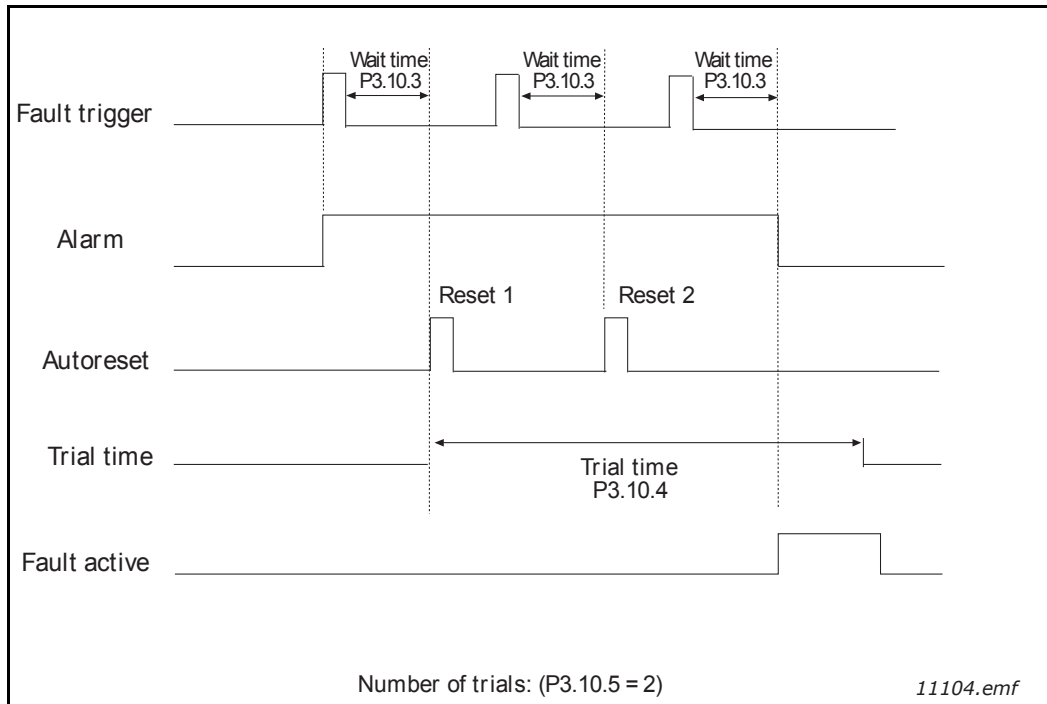 Wait time
P3.10.3
Wait time
P3.10.3
Wait time
P3.10.3
Fault trigger
Alarm
Reset 1
Reset 2
Autoreset
Trial time
Trial time
P3.10.4
Fault active
Number of trials: (P3.10.5 = 2)
11104.emf